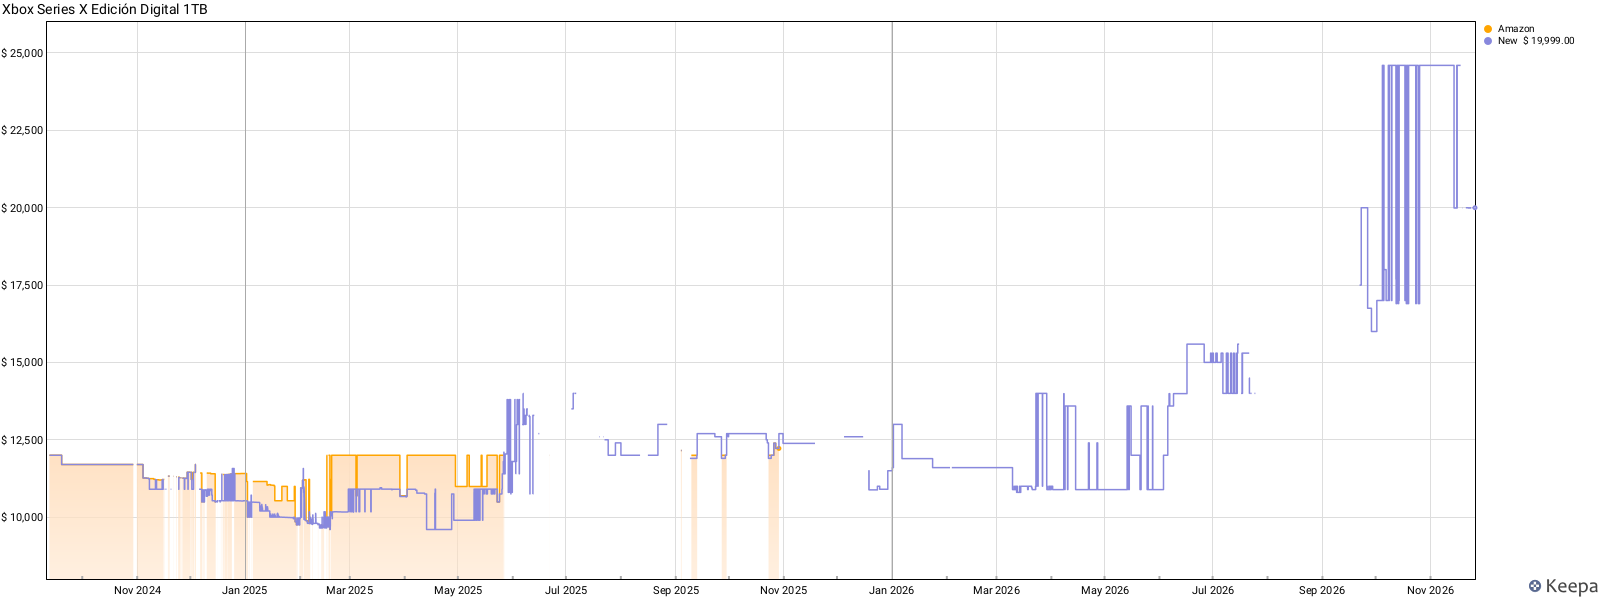 Xbox Series X Edición Digital 1TB
Amazon
New $ 19,999.00
$ 25,000
$ 22,500
$ 20,000
$ 17,500
$ 15,000
$ 12,500
$ 10,000
Nov 2024 Jan 2025 Mar 2025 May 2025 Jul 2025 Sep 2025 Nov 2025 Jan 2026 Mar 2026 May 2026 Jul 2026 Sep 2026 Nov 2026
Keepa